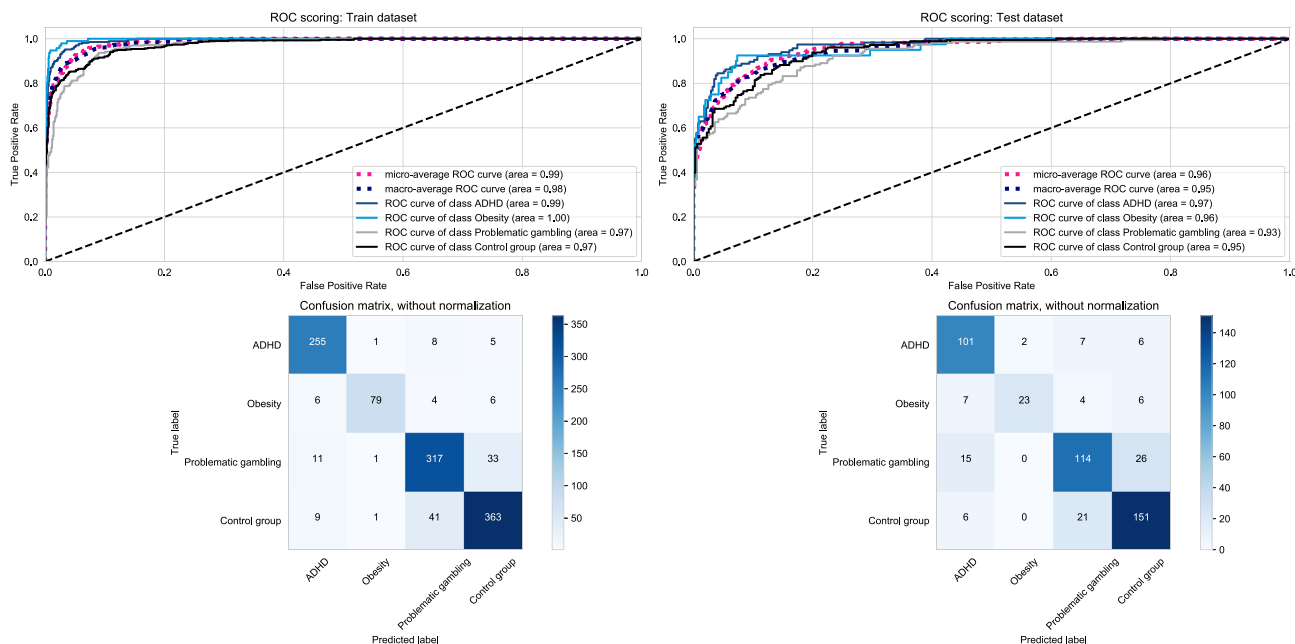 ROC scoring: Train dataset
1.0
0.8
0.6
0.4
0.2
0.0
True Positive Rate
micro-average ROC curve (area = 0.99)
macro-average ROC curve (area = 0.98)
ROC curve of class ADHD (area = 0.99)
ROC curve of class Obesity (area = 1.00)
ROC curve of class Problematic gambling (area = 0.97)
ROC curve of class Control group (area = 0.97)
0.0 0.2 0.4 0.6 0.8 1.0
False Positive Rate
ROC scoring: Test dataset
1.0
0.8
0.6
0.4
0.2
0.0
True Positive Rate
micro-average ROC curve (area = 0.96)
macro-average ROC curve (area = 0.95)
ROC curve of class ADHD (area = 0.97)
ROC curve of class Obesity (area = 0.96)
ROC curve of class Problematic gambling (area = 0.93)
ROC curve of class Control group (area = 0.95)
0.0 0.2 0.4 0.6 0.8 1.0
False Positive Rate
Confusion matrix, without normalization
True label
ADHD 255 1 8 5
Obesity 6 79 4 6
Problematic gambling 11 1 317 33
Control group 9 1 41 363
ADHD Obesity Problematic gambling Control group
Predicted label
350
300
250
200
150
100
50
Confusion matrix, without normalization
True label
ADHD 101 2 7 6
Obesity 7 23 4 6
Problematic gambling 15 0 114 26
Control group 6 0 21 151
ADHD Obesity Problematic gambling Control group
Predicted label
140
120
100
80
60
40
20
0